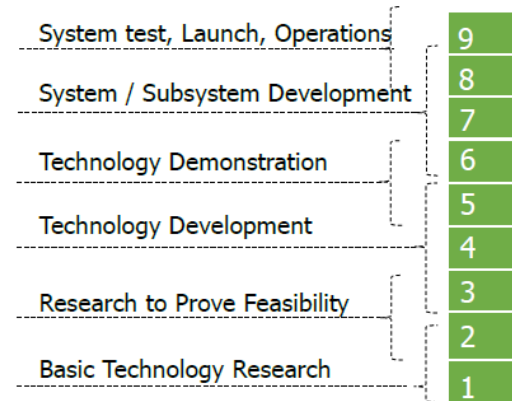 System test, Launch, Operations
9
System / Subsystem Development
8
7
Technology Demonstration
6
5
Technology Development
4
Research to Prove Feasibility
3
2
Basic Technology Research
1